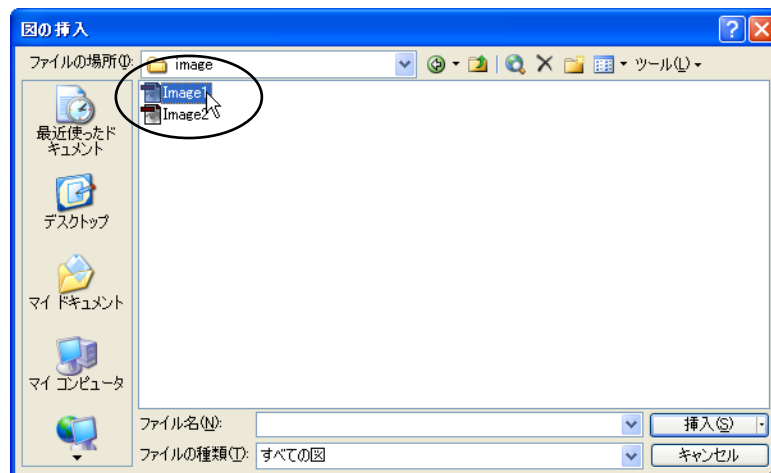 図の挿入
ファイルの場所(I):
image
ツール(L)
Image1
Image2
最近使ったド
キュメント
デスクトップ
マイ ドキュメント
マイ コンピュータ
ファイル名(N):
挿入(S)
ファイルの種類(T):
すべての図
キャンセル